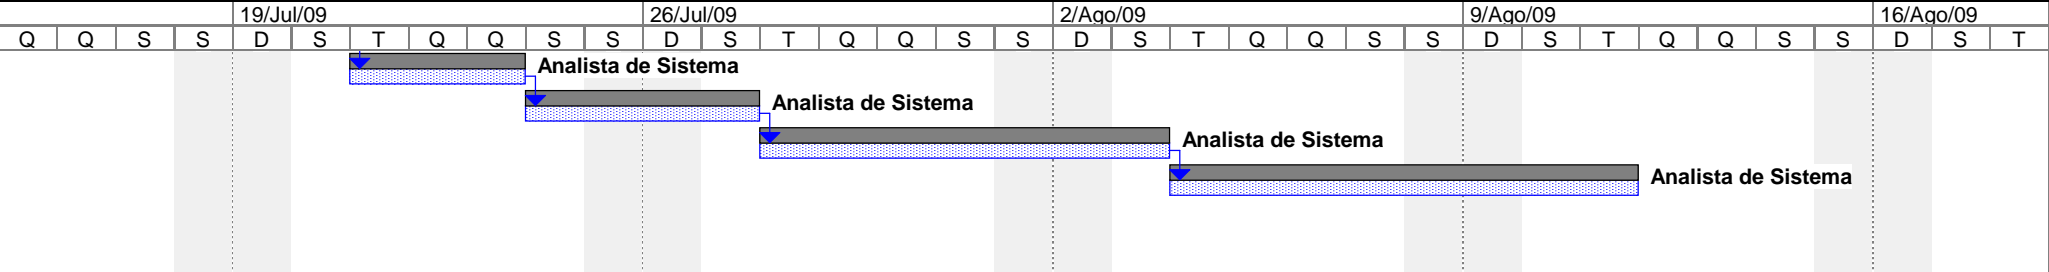 19/Jul/09 26/Jul/09 2/Ago/09 9/Ago/09 16/Ago/09
Q Q S S D S T Q Q S S D S T Q Q S S D S T Q Q S S D S T Q Q S S D S T
Analista de Sistema
Analista de Sistema
Analista de Sistema
Analista de Sistema